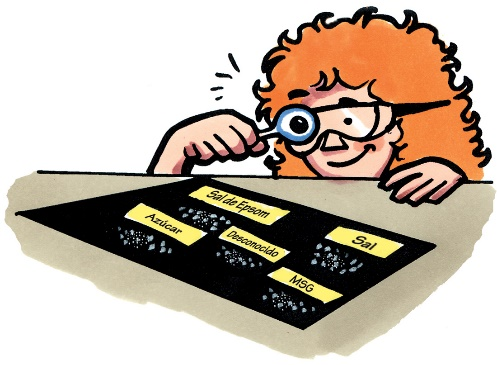 Sal de Epsom
Azúcar
Desconocido
Sal
MSG